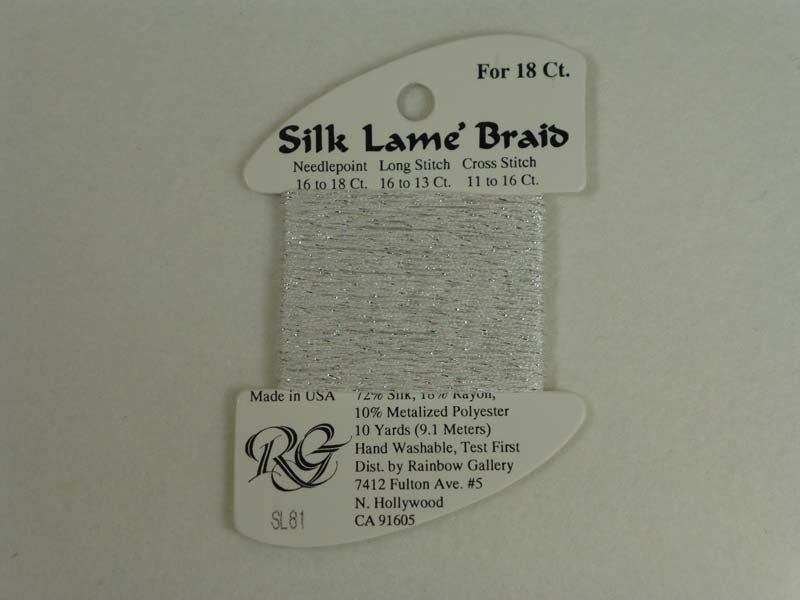 For 18 Ct.
Silk Lame' Braid
Needlepoint Long Stitch Cross Stitch
16 to 18 Ct. 16 to 13 Ct. 11 to 16 Ct.
Made in USA 72% Silk, 18% Rayon,
10% Metalized Polyester
10 Yards (9.1 Meters)
Hand Washable, Test First
Dist. by Rainbow Gallery
7412 Fulton Ave. #5
N. Hollywood
CA 91605
RG
SL81